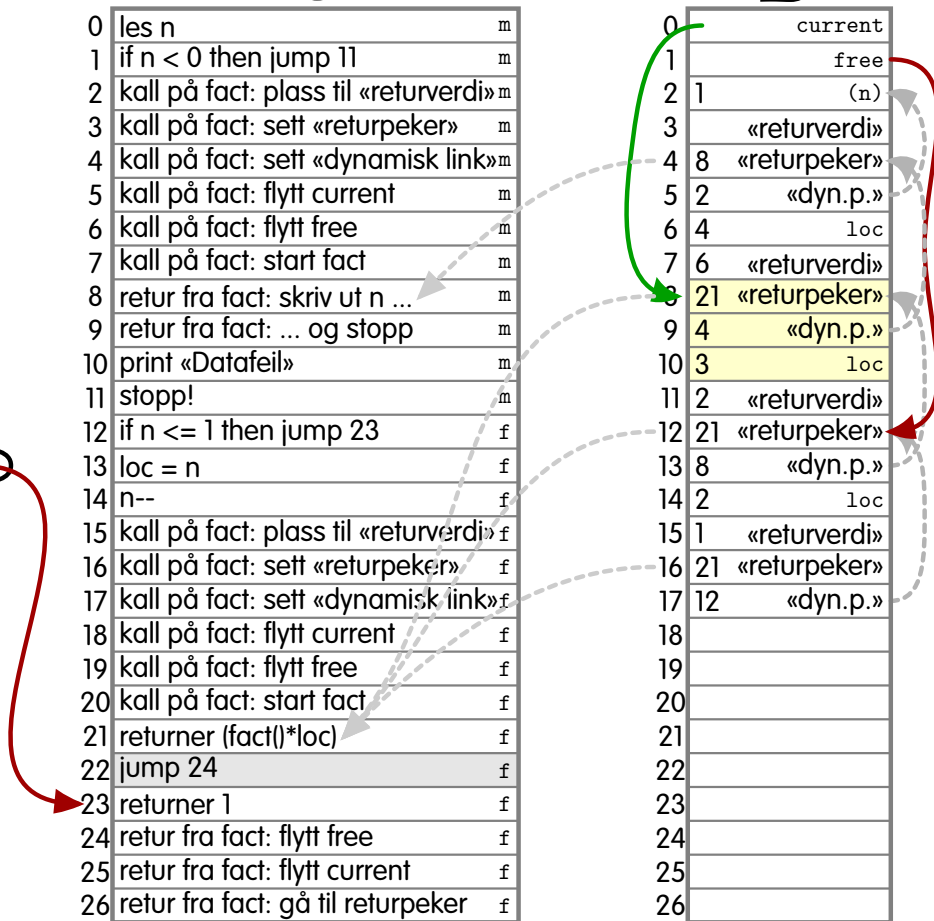 0 les n m
1 if n < 0 then jump 11 m
2 kall på fact: plass til «returverdi» m
3 kall på fact: sett «returpeker» m
4 kall på fact: sett «dynamisk link» m
5 kall på fact: flytt current m
6 kall på fact: flytt free m
7 kall på fact: start fact m
8 retur fra fact: skriv ut n ... m
9 retur fra fact: ... og stopp m
10 print «Datafeil» m
11 stopp! m
12 if n <= 1 then jump 23 f
13 loc = n f
14 n-- f
15 kall på fact: plass til «returverdi» f
16 kall på fact: sett «returpeker» f
17 kall på fact: sett «dynamisk link» f
18 kall på fact: flytt current f
19 kall på fact: flytt free f
20 kall på fact: start fact f
21 returner (fact()*loc) f
22 jump 24 f
23 returner 1 f
24 retur fra fact: flytt free f
25 retur fra fact: flytt current f
26 retur fra fact: gå til returpeker f
0 current
1 free
2 1 (n)
3 «returverdi»
4 8 «returpeker»
5 2 «dyn.p.»
6 4 loc
7 6 «returverdi»
8 21 «returpeker»
9 4 «dyn.p.»
10 3 loc
11 2 «returverdi»
12 21 «returpeker»
13 8 «dyn.p.»
14 2 loc
15 1 «returverdi»
16 21 «returpeker»
17 12 «dyn.p.»
18
19
20
21
22
23
24
25
26